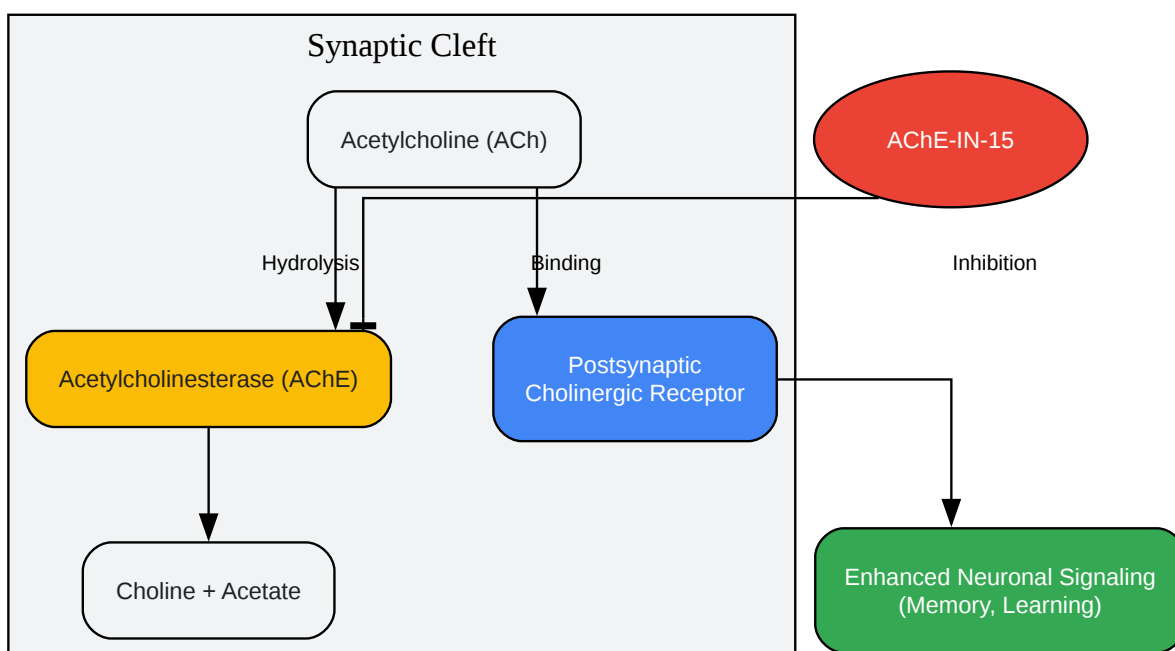 Synaptic Cleft
Acetylcholine (ACh)
AChE-IN-15
Hydrolysis
Binding
Inhibition
Acetylcholinesterase (AChE)
Postsynaptic
Cholinergic Receptor
Choline + Acetate
Enhanced Neuronal Signaling
(Memory, Learning)